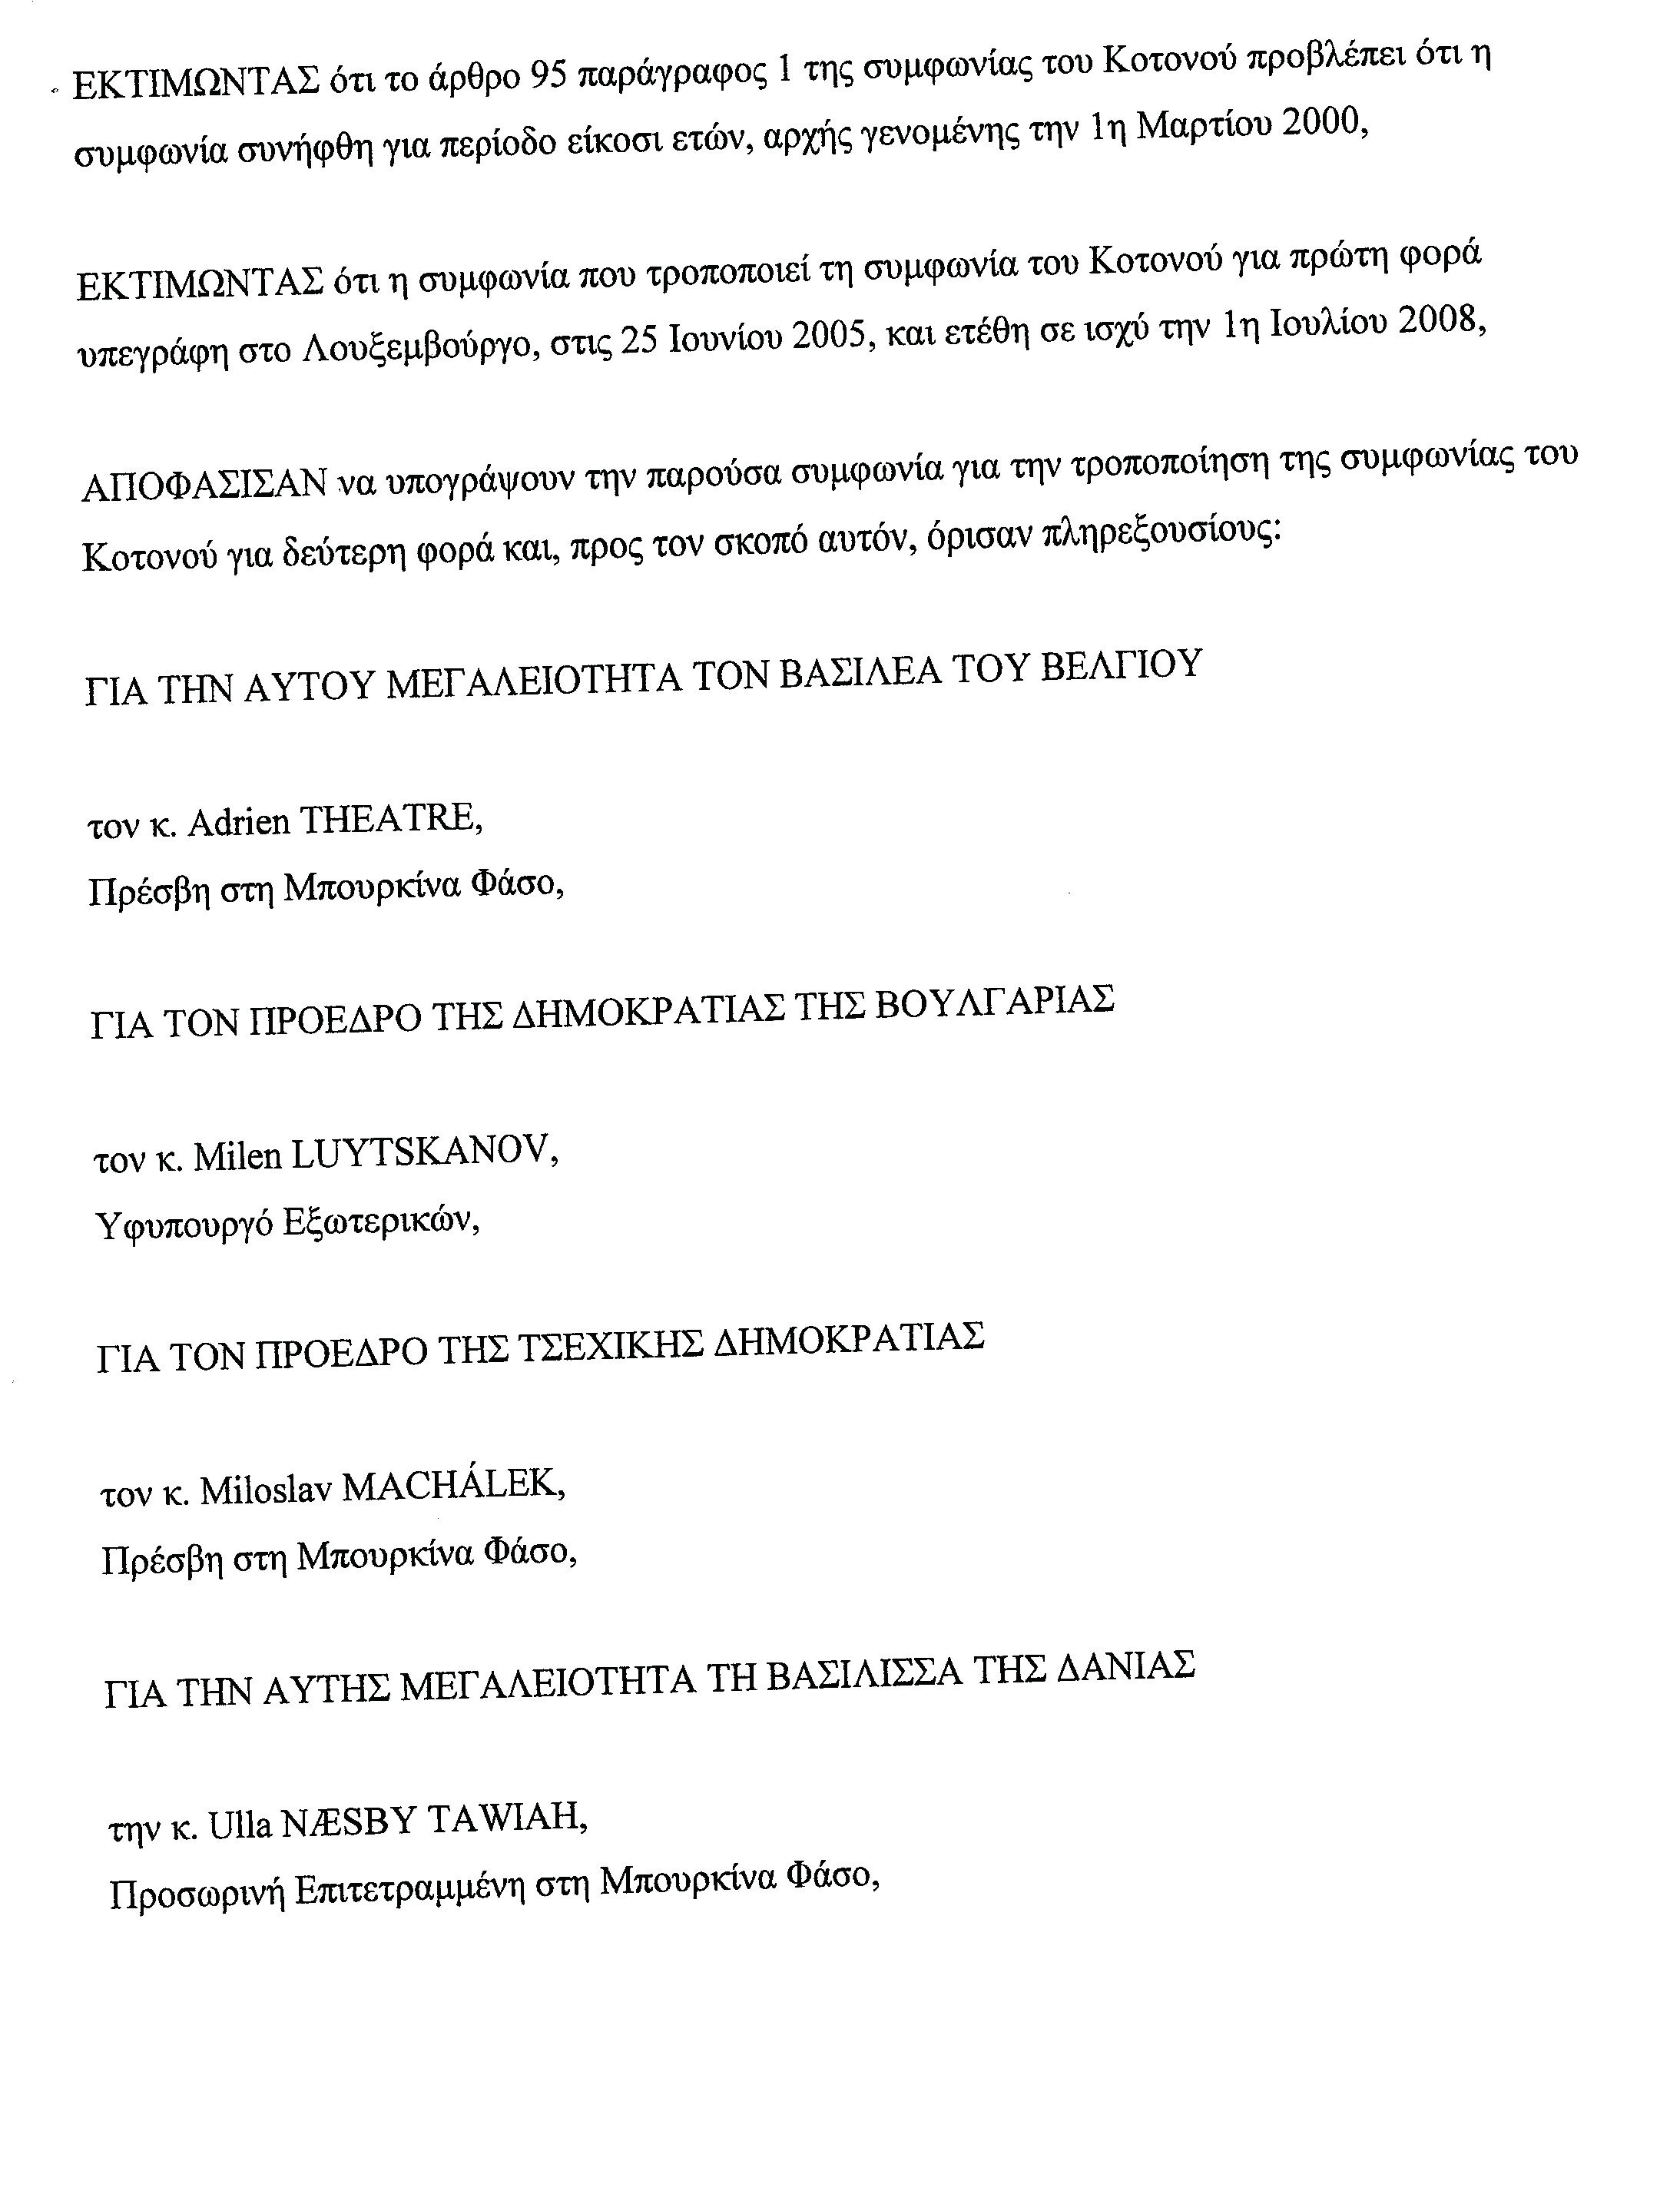 ΕΚΤΙΜΩΝΤΑΣ ότι το άρθρο 95 παράγραφος 1 της συμφωνίας του Κοτονού προβλέπει ότι η
συμφωνία συνήφθη για περίοδο είκοσι ετών, αρχής γενομένης την 1η Μαρτίου 2000,
ΕΚΤΙΜΩΝΤΑΣ ότι η συμφωνία που τροποποιεί τη συμφωνία του Κοτονού για πρώτη φορά
υπεγράφη στο Λουξεμβούργο, στις 25 Ιουνίου 2005, και ετέθη σε ισχύ την 1η Ιουλίου 2008,
ΑΠΟΦΑΣΙΣΑΝ να υπογράψουν την παρούσα συμφωνία για την τροποποίηση της συμφωνίας του
Κοτονού για δεύτερη φορά και, προς τον σκοπό αυτόν, όρισαν πληρεξουσίους:
ΓΙΑ ΤΗΝ ΑΥΤΟΥ ΜΕΓΑΛΕΙΟΤΗΤΑ ΤΟΝ ΒΑΣΙΛΕΑ ΤΟΥ ΒΕΛΓΙΟΥ
τον κ. Adrien THEATRE,
Πρέσβη στη Μπουρκίνα Φάσο,
ΓΙΑ ΤΟΝ ΠΡΟΕΔΡΟ ΤΗΣ ΔΗΜΟΚΡΑΤΙΑΣ ΤΗΣ ΒΟΥΛΓΑΡΙΑΣ
τον κ. Milen LUYTSKANOV,
Υφυπουργό Εξωτερικών,
ΓΙΑ ΤΟΝ ΠΡΟΕΔΡΟ ΤΗΣ ΤΣΕΧΙΚΗΣ ΔΗΜΟΚΡΑΤΙΑΣ
τον κ. Miloslav MACHÁLEK,
Πρέσβη στη Μπουρκίνα Φάσο,
ΓΙΑ ΤΗΝ ΑΥΤΗΣ ΜΕΓΑΛΕΙΟΤΗΤΑ ΤΗ ΒΑΣΙΛΙΣΣΑ ΤΗΣ ΔΑΝΙΑΣ
την κ. Ulla NÆSBY TAWIAH,
Προσωρινή Επιτετραμμένη στη Μπουρκίνα Φάσο,